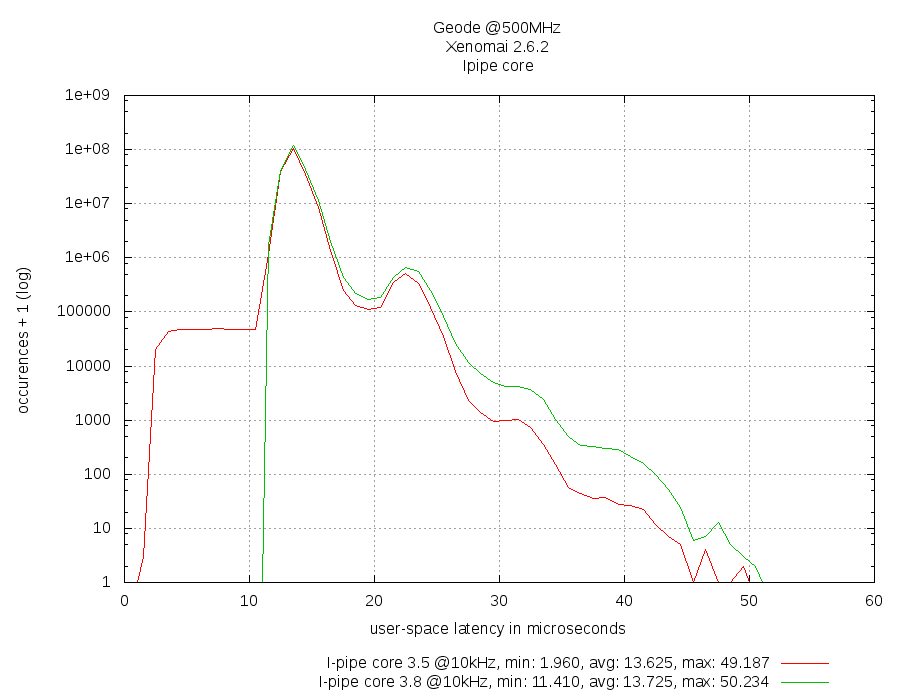 Geode @500MHz
Xenomai 2.6.2
Ipipe core
1e+09
1e+08
1e+07
1e+06
100000
10000
1000
100
10
1
occurences + 1 (log)
0 10 20 30 40 50 60
user-space latency in microseconds
I-pipe core 3.5 @10kHz, min: 1.960, avg: 13.625, max: 49.187
I-pipe core 3.8 @10kHz, min: 11.410, avg: 13.725, max: 50.234